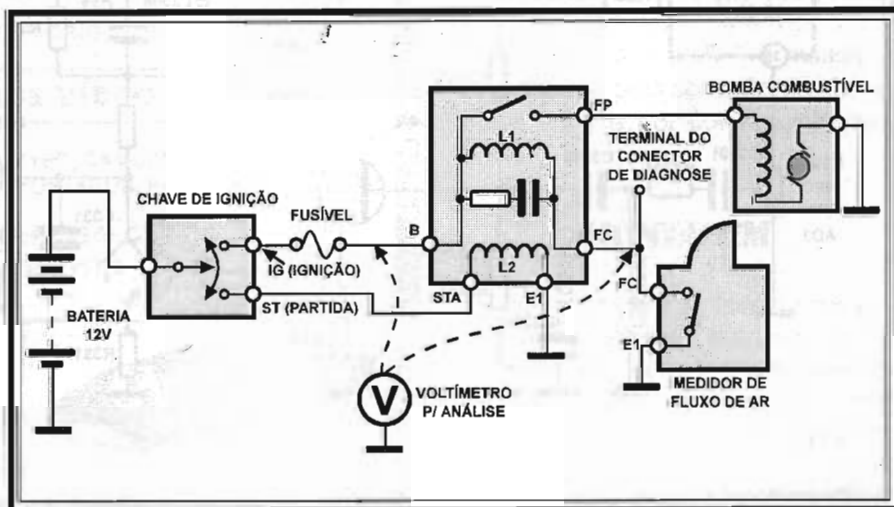 BOMBA COMBUSTÍVEL
FP
TERMINAL DO
CONECTOR
DE DIAGNOSE
L1
CHAVE DE IGNIÇÃO
FUSÍVEL
B
IG (IGNIÇÃO)
FC
L2
FC
BATERIA
12V
ST (PARTIDA)
STA
E1
E1
V
VOLTÍMETRO
P/ ANÁLISE
MEDIDOR DE
FLUXO DE AR